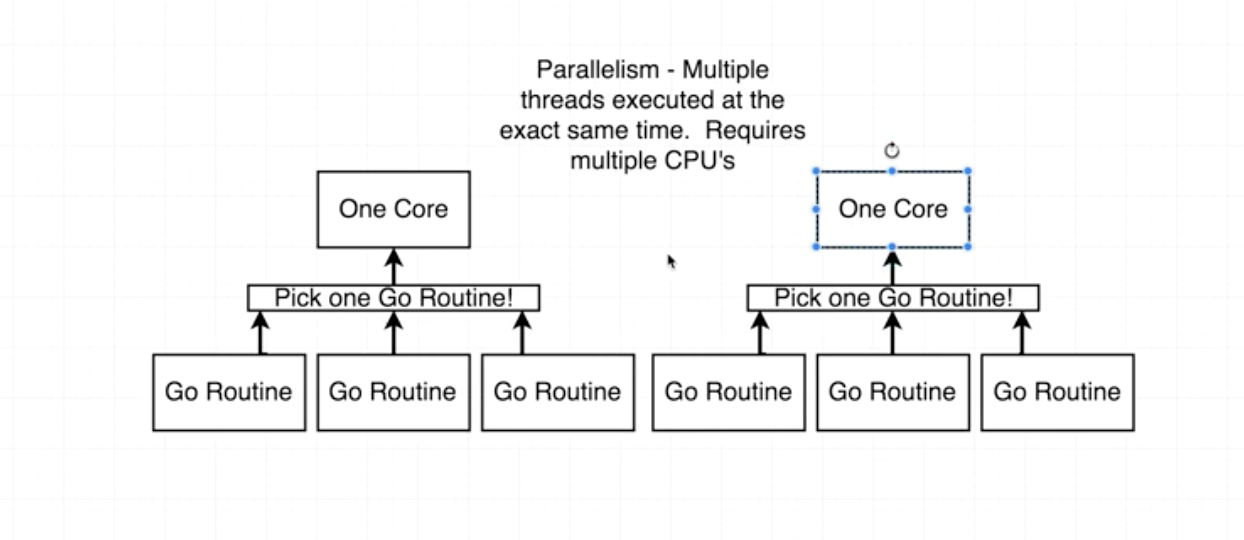 Parallelism - Multiple
threads executed at the
exact same time.  Requires
multiple CPU's
One Core
One Core
Pick one Go Routine!
Pick one Go Routine!
Go Routine
Go Routine
Go Routine
Go Routine
Go Routine
Go Routine